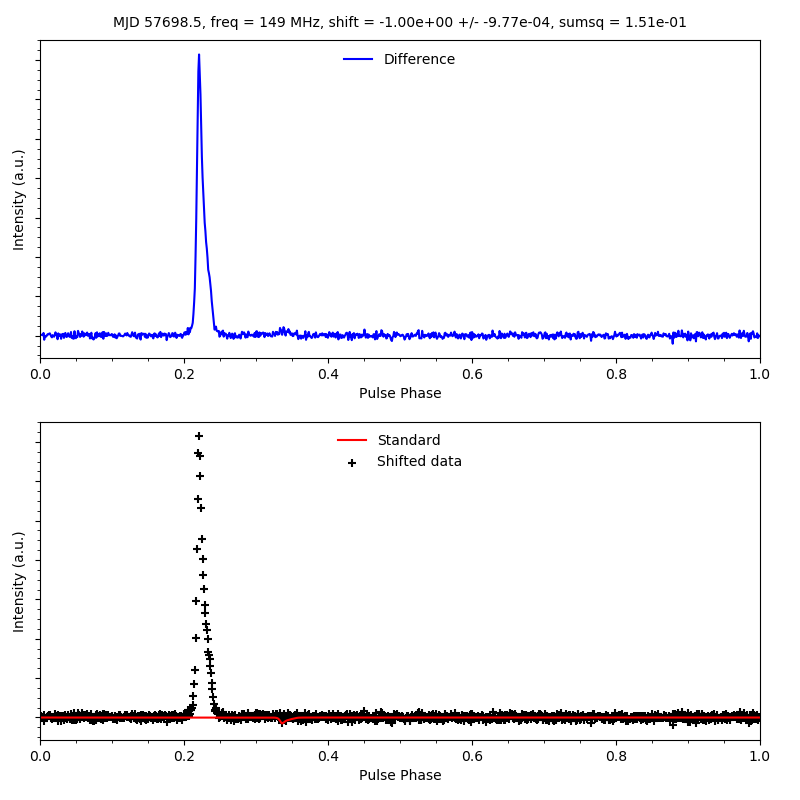 MJD 57698.5, freq = 149 MHz, shift = -1.00e+00 +/- -9.77e-04, sumsq = 1.51e-01
Difference
Intensity (a.u.)
0.0 0.2 0.4 0.6 0.8 1.0
Pulse Phase
Standard
Shifted data
Intensity (a.u.)
0.0 0.2 0.4 0.6 0.8 1.0
Pulse Phase